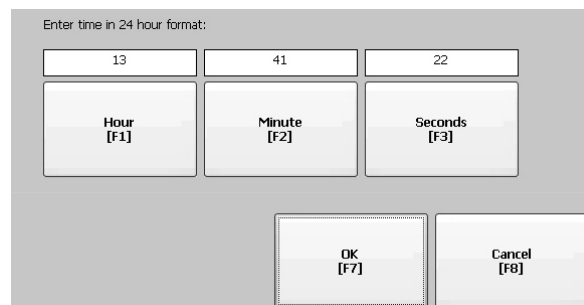 Enter time in 24 hour format:
13 41 22
Hour Minute Seconds
[F1] [F2] [F3]
OK Cancel
[F7] [F8]